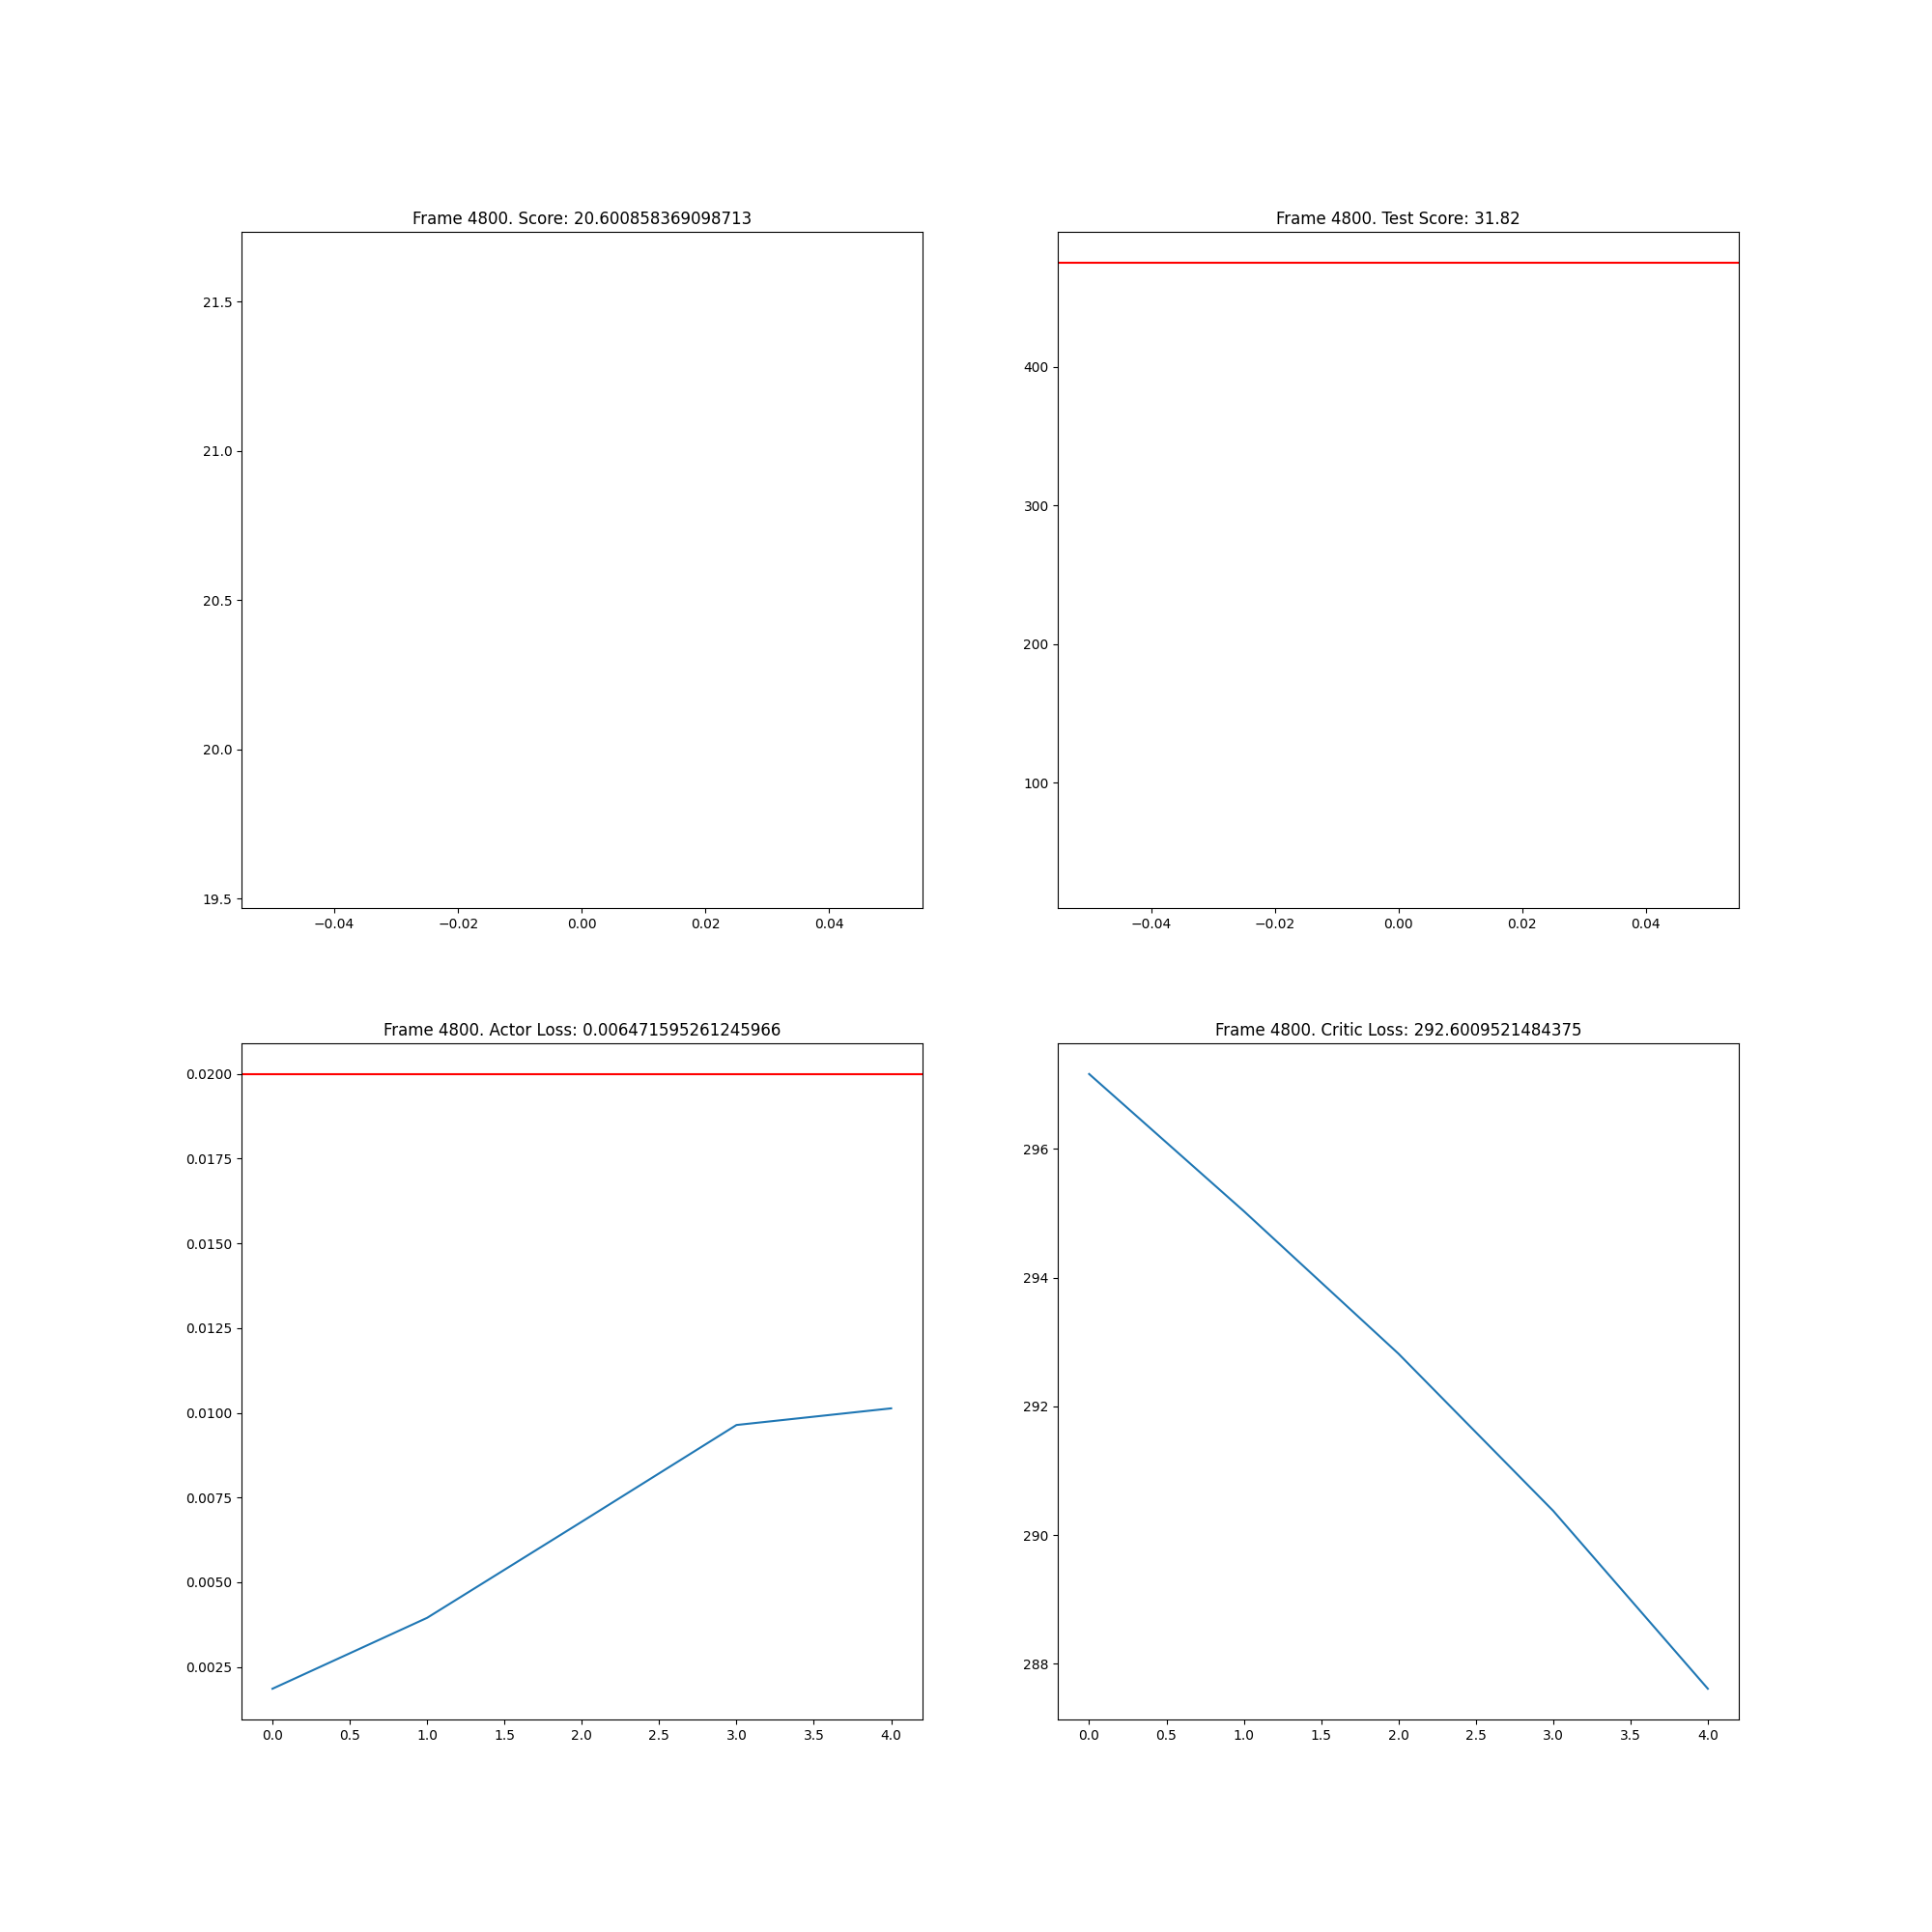 Frame 4800. Score: 20.600858369098713
21.5
21.0
20.5
20.0
19.5
−0.04 −0.02 0.00 0.02 0.04
Frame 4800. Test Score: 31.82
400
300
200
100
−0.04 −0.02 0.00 0.02 0.04
Frame 4800. Actor Loss: 0.006471595261245966
0.0200
0.0175
0.0150
0.0125
0.0100
0.0075
0.0050
0.0025
0.0 0.5 1.0 1.5 2.0 2.5 3.0 3.5 4.0
Frame 4800. Critic Loss: 292.6009521484375
296
294
292
290
288
0.0 0.5 1.0 1.5 2.0 2.5 3.0 3.5 4.0